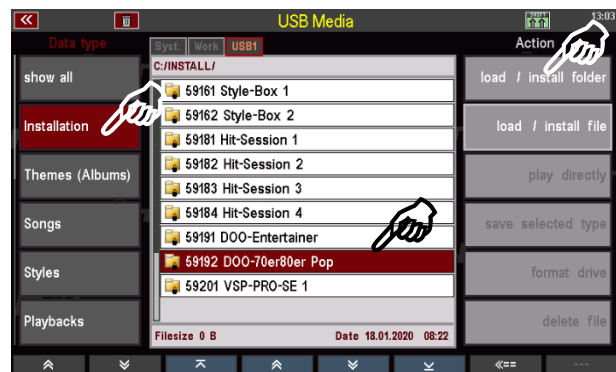 USB Media
13:03
Data type
Syst. Work USB1
Action
C:/INSTALL/
show all
Installation
Themes (Albums)
Songs
Styles
Playbacks
59161 Style-Box 1
59162 Style-Box 2
59181 Hit-Session 1
59182 Hit-Session 2
59183 Hit-Session 3
59184 Hit-Session 4
59191 DOO-Entertainer
59192 DOO-70er80er Pop
59201 VSP-PRO-SE 1
Filesize 0 B Date 18.01.2020 08:22
load / install folder
load / install file
play directly
save selected type
format drive
delete file
«==
---